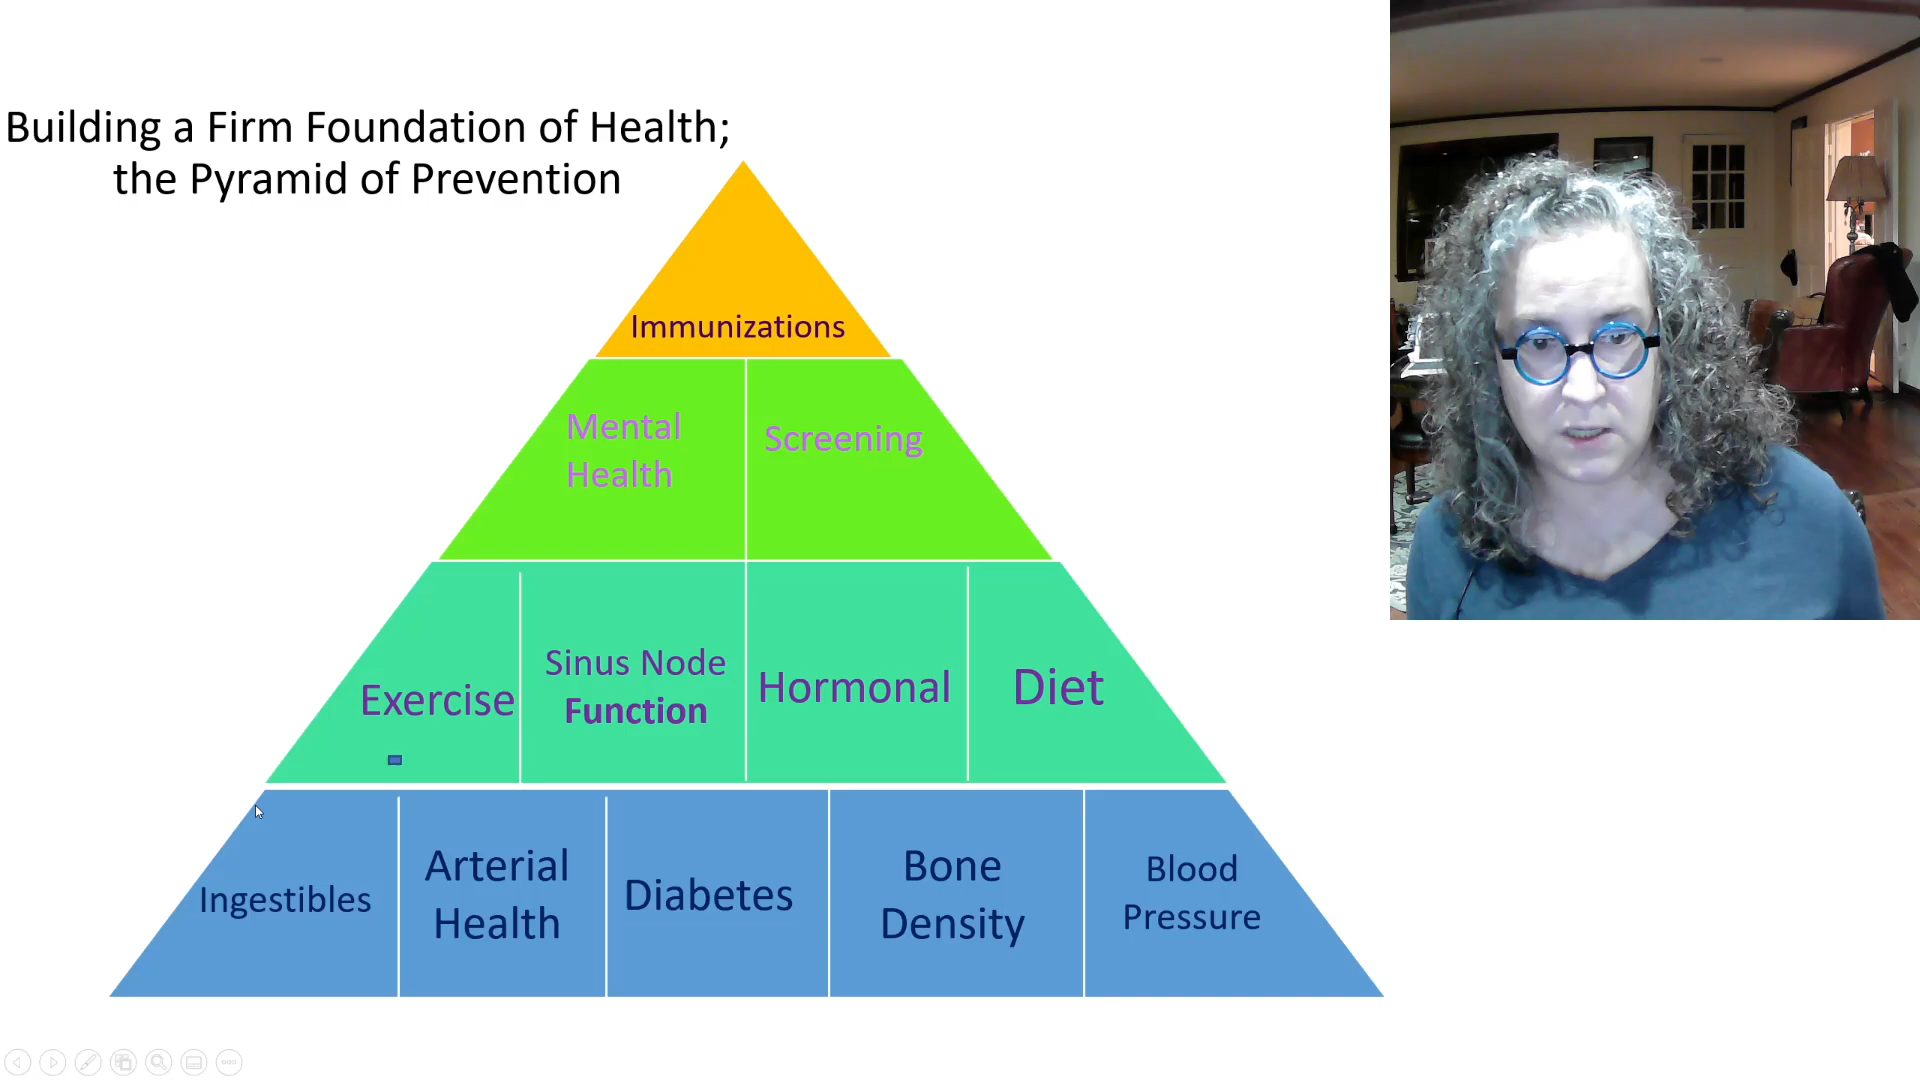 Building a Firm Foundation of Health;
the Pyramid of Prevention
Immunizations
Mental
Health
Screening
Exercise
Sinus Node
Function
Hormonal
Diet
Ingestibles
Arterial
Health
Diabetes
Bone
Density
Blood
Pressure